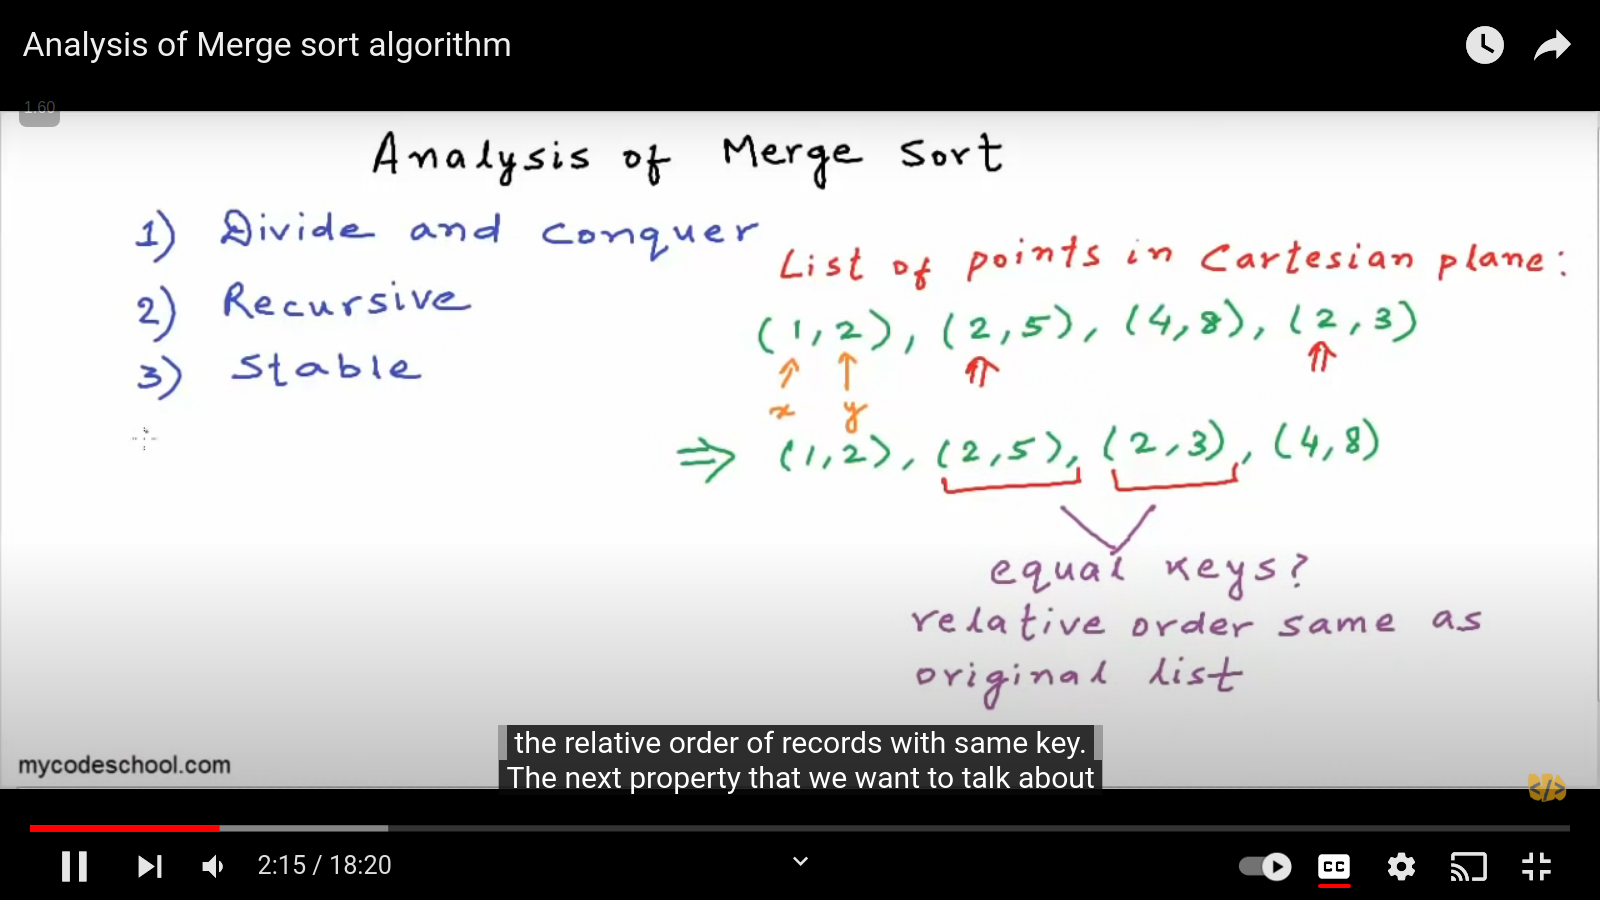 Analysis of Merge sort algorithm
1.60
Analysis of Merge Sort
1) Divide and conquer
List of points in Cartesian plane:
2) Recursive
(1,2), (2,5), (4,8), (2,3)
3) Stable
x y
⇒ (1,2), (2,5), (2,3), (4,8)
equal keys?
relative order same as
original list
the relative order of records with same key.
The next property that we want to talk about
mycodeschool.com
</>
2:15 / 18:20
CC